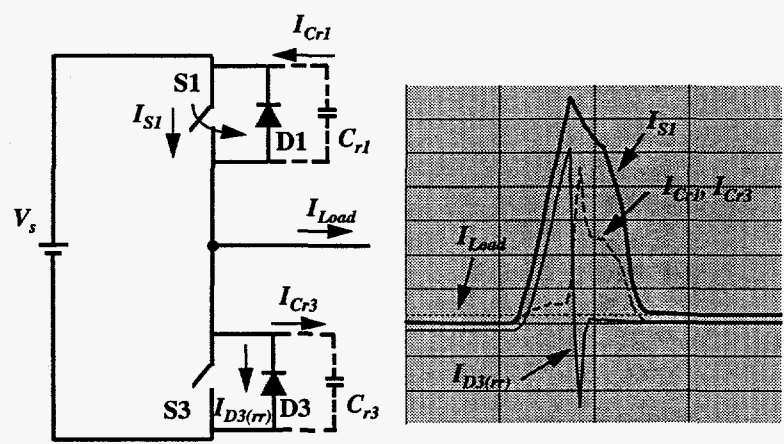 I_Cr1
S1
I_S1
D1
C_r1
V_s
I_Load
I_Cr3
S3
I_D3(rr)
D3
C_r3
I_S1
I_Cr1, I_Cr3
I_Load
I_D3(rr)